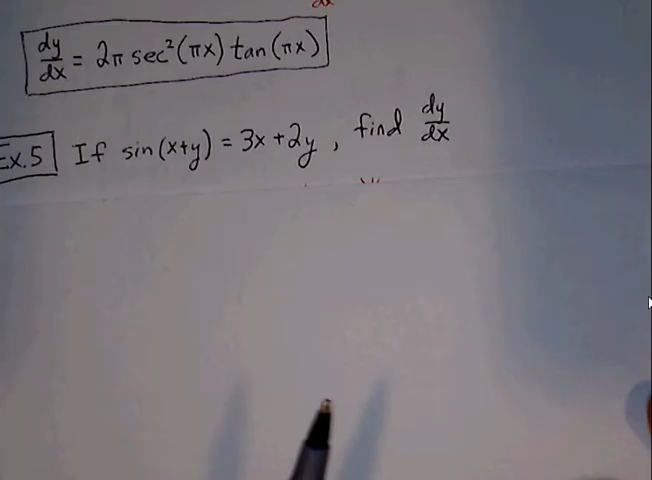 dy/dx = 2π sec²(πx) tan(πx)
Ex.5 If sin(x+y) = 3x + 2y, find dy/dx